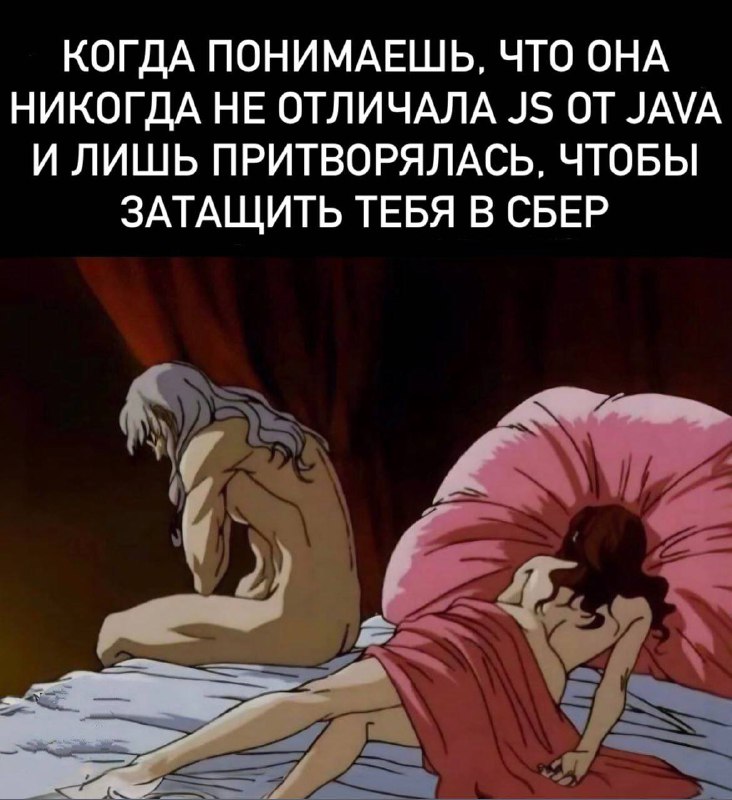 КОГДА ПОНИМАЕШЬ, ЧТО ОНА
НИКОГДА НЕ ОТЛИЧАЛА JS ОТ JAVA
И ЛИШЬ ПРИТВОРЯЛАСЬ, ЧТОБЫ
ЗАТАЩИТЬ ТЕБЯ В СБЕР